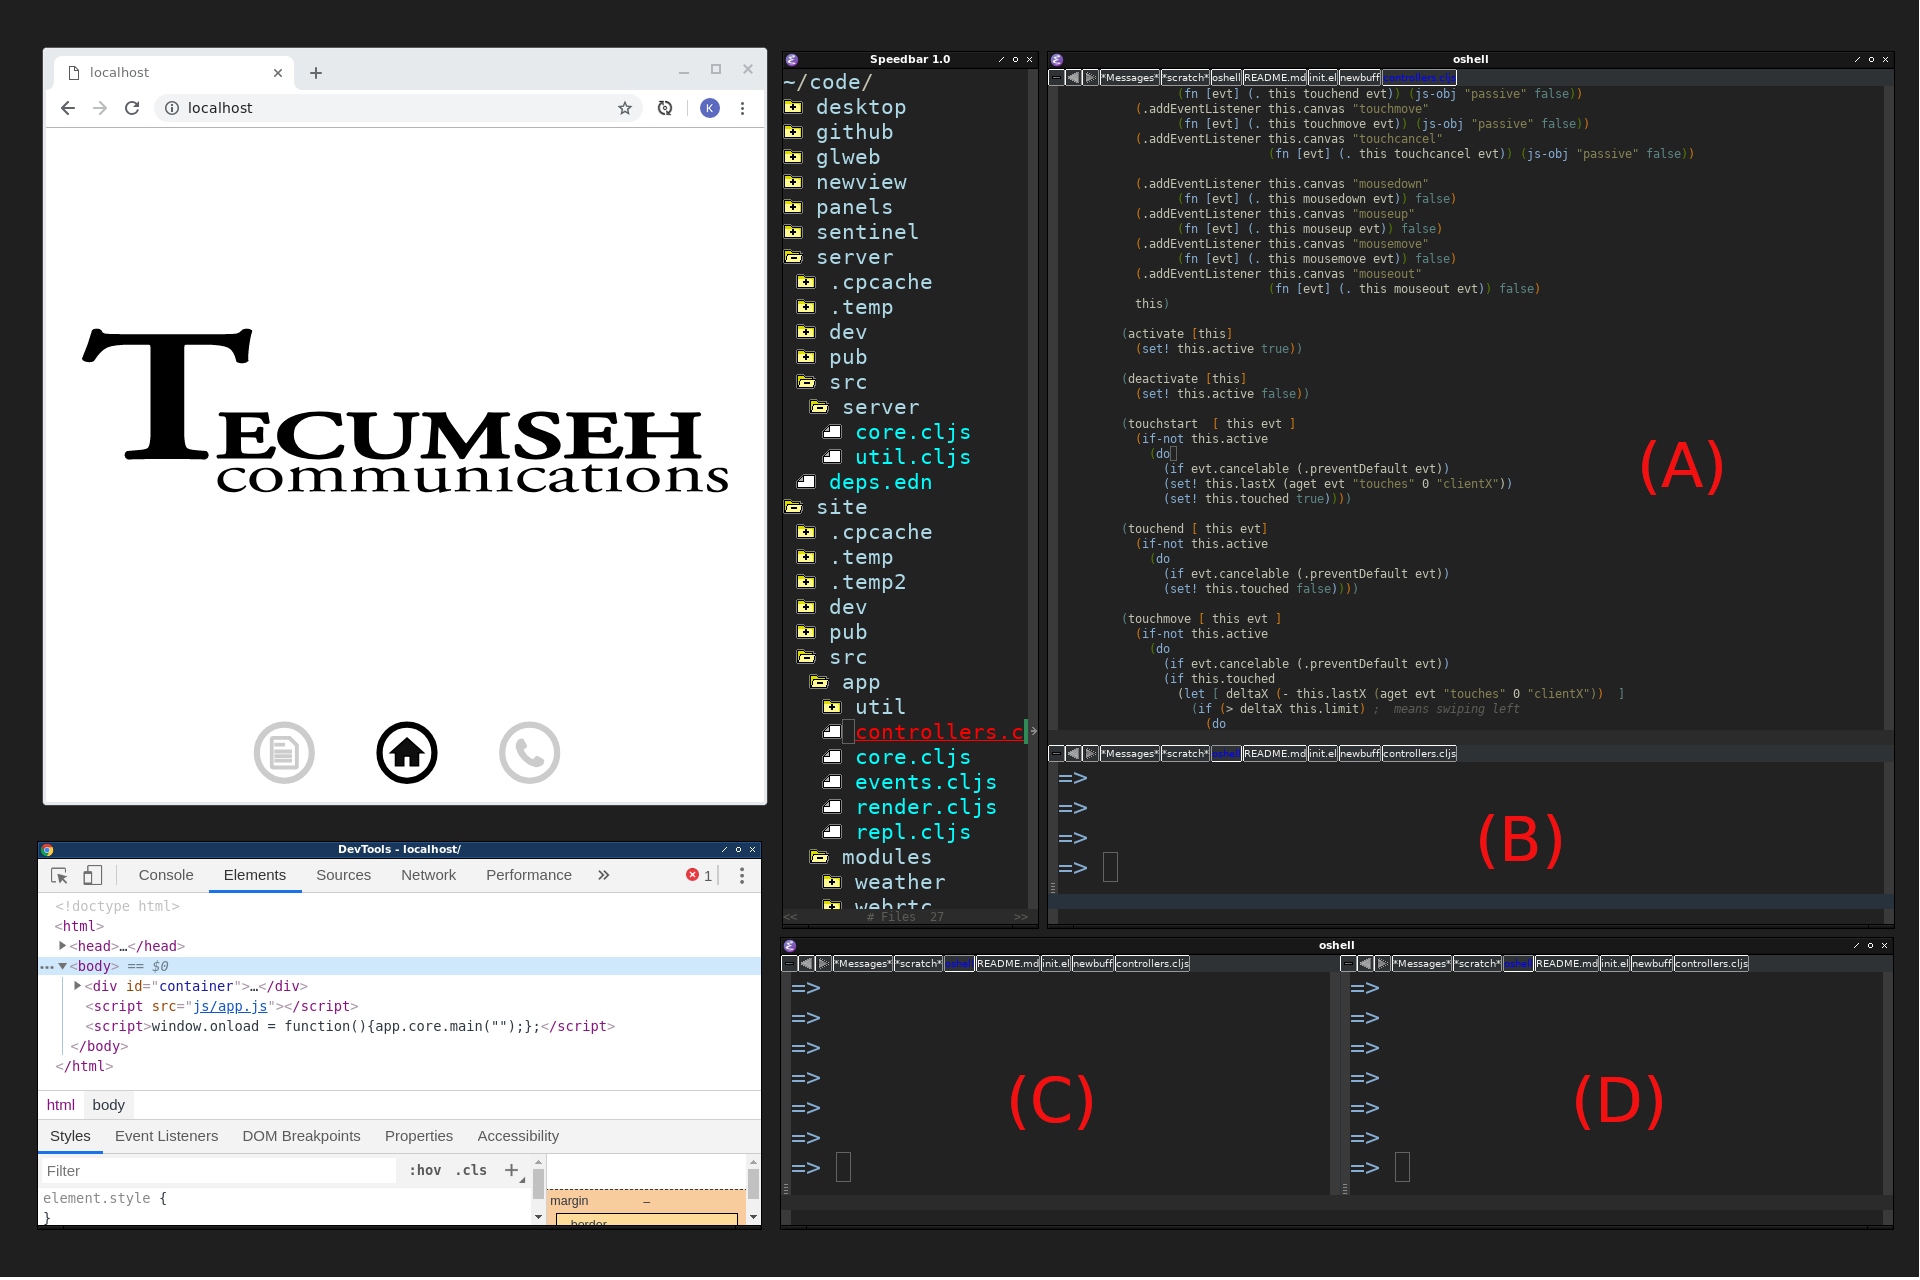 localhost
localhost
K
TECUMSEH
communications
DevTools - localhost/
Console Elements Sources Network Performance » 1
<!doctype html>
<html>
<head>…</head>
<body> == $0
<div id="container">…</div>
<script src="js/app.js"></script>
<script>window.onload = function(){app.core.main("");};</script>
</body>
</html>
html body
Styles Event Listeners DOM Breakpoints Properties Accessibility
Filter :hov .cls +
element.style {
}
margin –
border
Speedbar 1.0
~/code/
desktop
github
glweb
newview
panels
sentinel
server
.cpcache
.temp
dev
pub
src
server
core.cljs
util.cljs
deps.edn
site
.cpcache
.temp
.temp2
dev
pub
src
app
util
controllers.c
core.cljs
events.cljs
render.cljs
repl.cljs
modules
weather
webrtc
<< # Files 27 >>
oshell
*Messages* *scratch* oshell README.md init.el newbuff controllers.cljs
(fn [evt] (. this touchend evt)) (js-obj "passive" false))
(.addEventListener this.canvas "touchmove"
(fn [evt] (. this touchmove evt)) (js-obj "passive" false))
(.addEventListener this.canvas "touchcancel"
(fn [evt] (. this touchcancel evt)) (js-obj "passive" false))
(.addEventListener this.canvas "mousedown"
(fn [evt] (. this mousedown evt)) false)
(.addEventListener this.canvas "mouseup"
(fn [evt] (. this mouseup evt)) false)
(.addEventListener this.canvas "mousemove"
(fn [evt] (. this mousemove evt)) false)
(.addEventListener this.canvas "mouseout"
(fn [evt] (. this mouseout evt)) false)
this)
(activate [this]
(set! this.active true))
(deactivate [this]
(set! this.active false))
(touchstart [ this evt ]
(if-not this.active
(do
(if evt.cancelable (.preventDefault evt))
(set! this.lastX (aget evt "touches" 0 "clientX"))
(set! this.touched true))))
(touchend [ this evt]
(if-not this.active
(do
(if evt.cancelable (.preventDefault evt))
(set! this.touched false))))
(touchmove [ this evt ]
(if-not this.active
(do
(if evt.cancelable (.preventDefault evt))
(if this.touched
(let [ deltaX (- this.lastX (aget evt "touches" 0 "clientX")) ]
(if (> deltaX this.limit) ; means swiping left
(do
(A)
*Messages* *scratch* oshell README.md init.el newbuff controllers.cljs
=>
=>
=>
=>
(B)
oshell
*Messages* *scratch* oshell README.md init.el newbuff controllers.cljs
=>
=>
=>
=>
=>
=>
=>
(C)
*Messages* *scratch* oshell README.md init.el newbuff controllers.cljs
=>
=>
=>
=>
=>
=>
=>
(D)